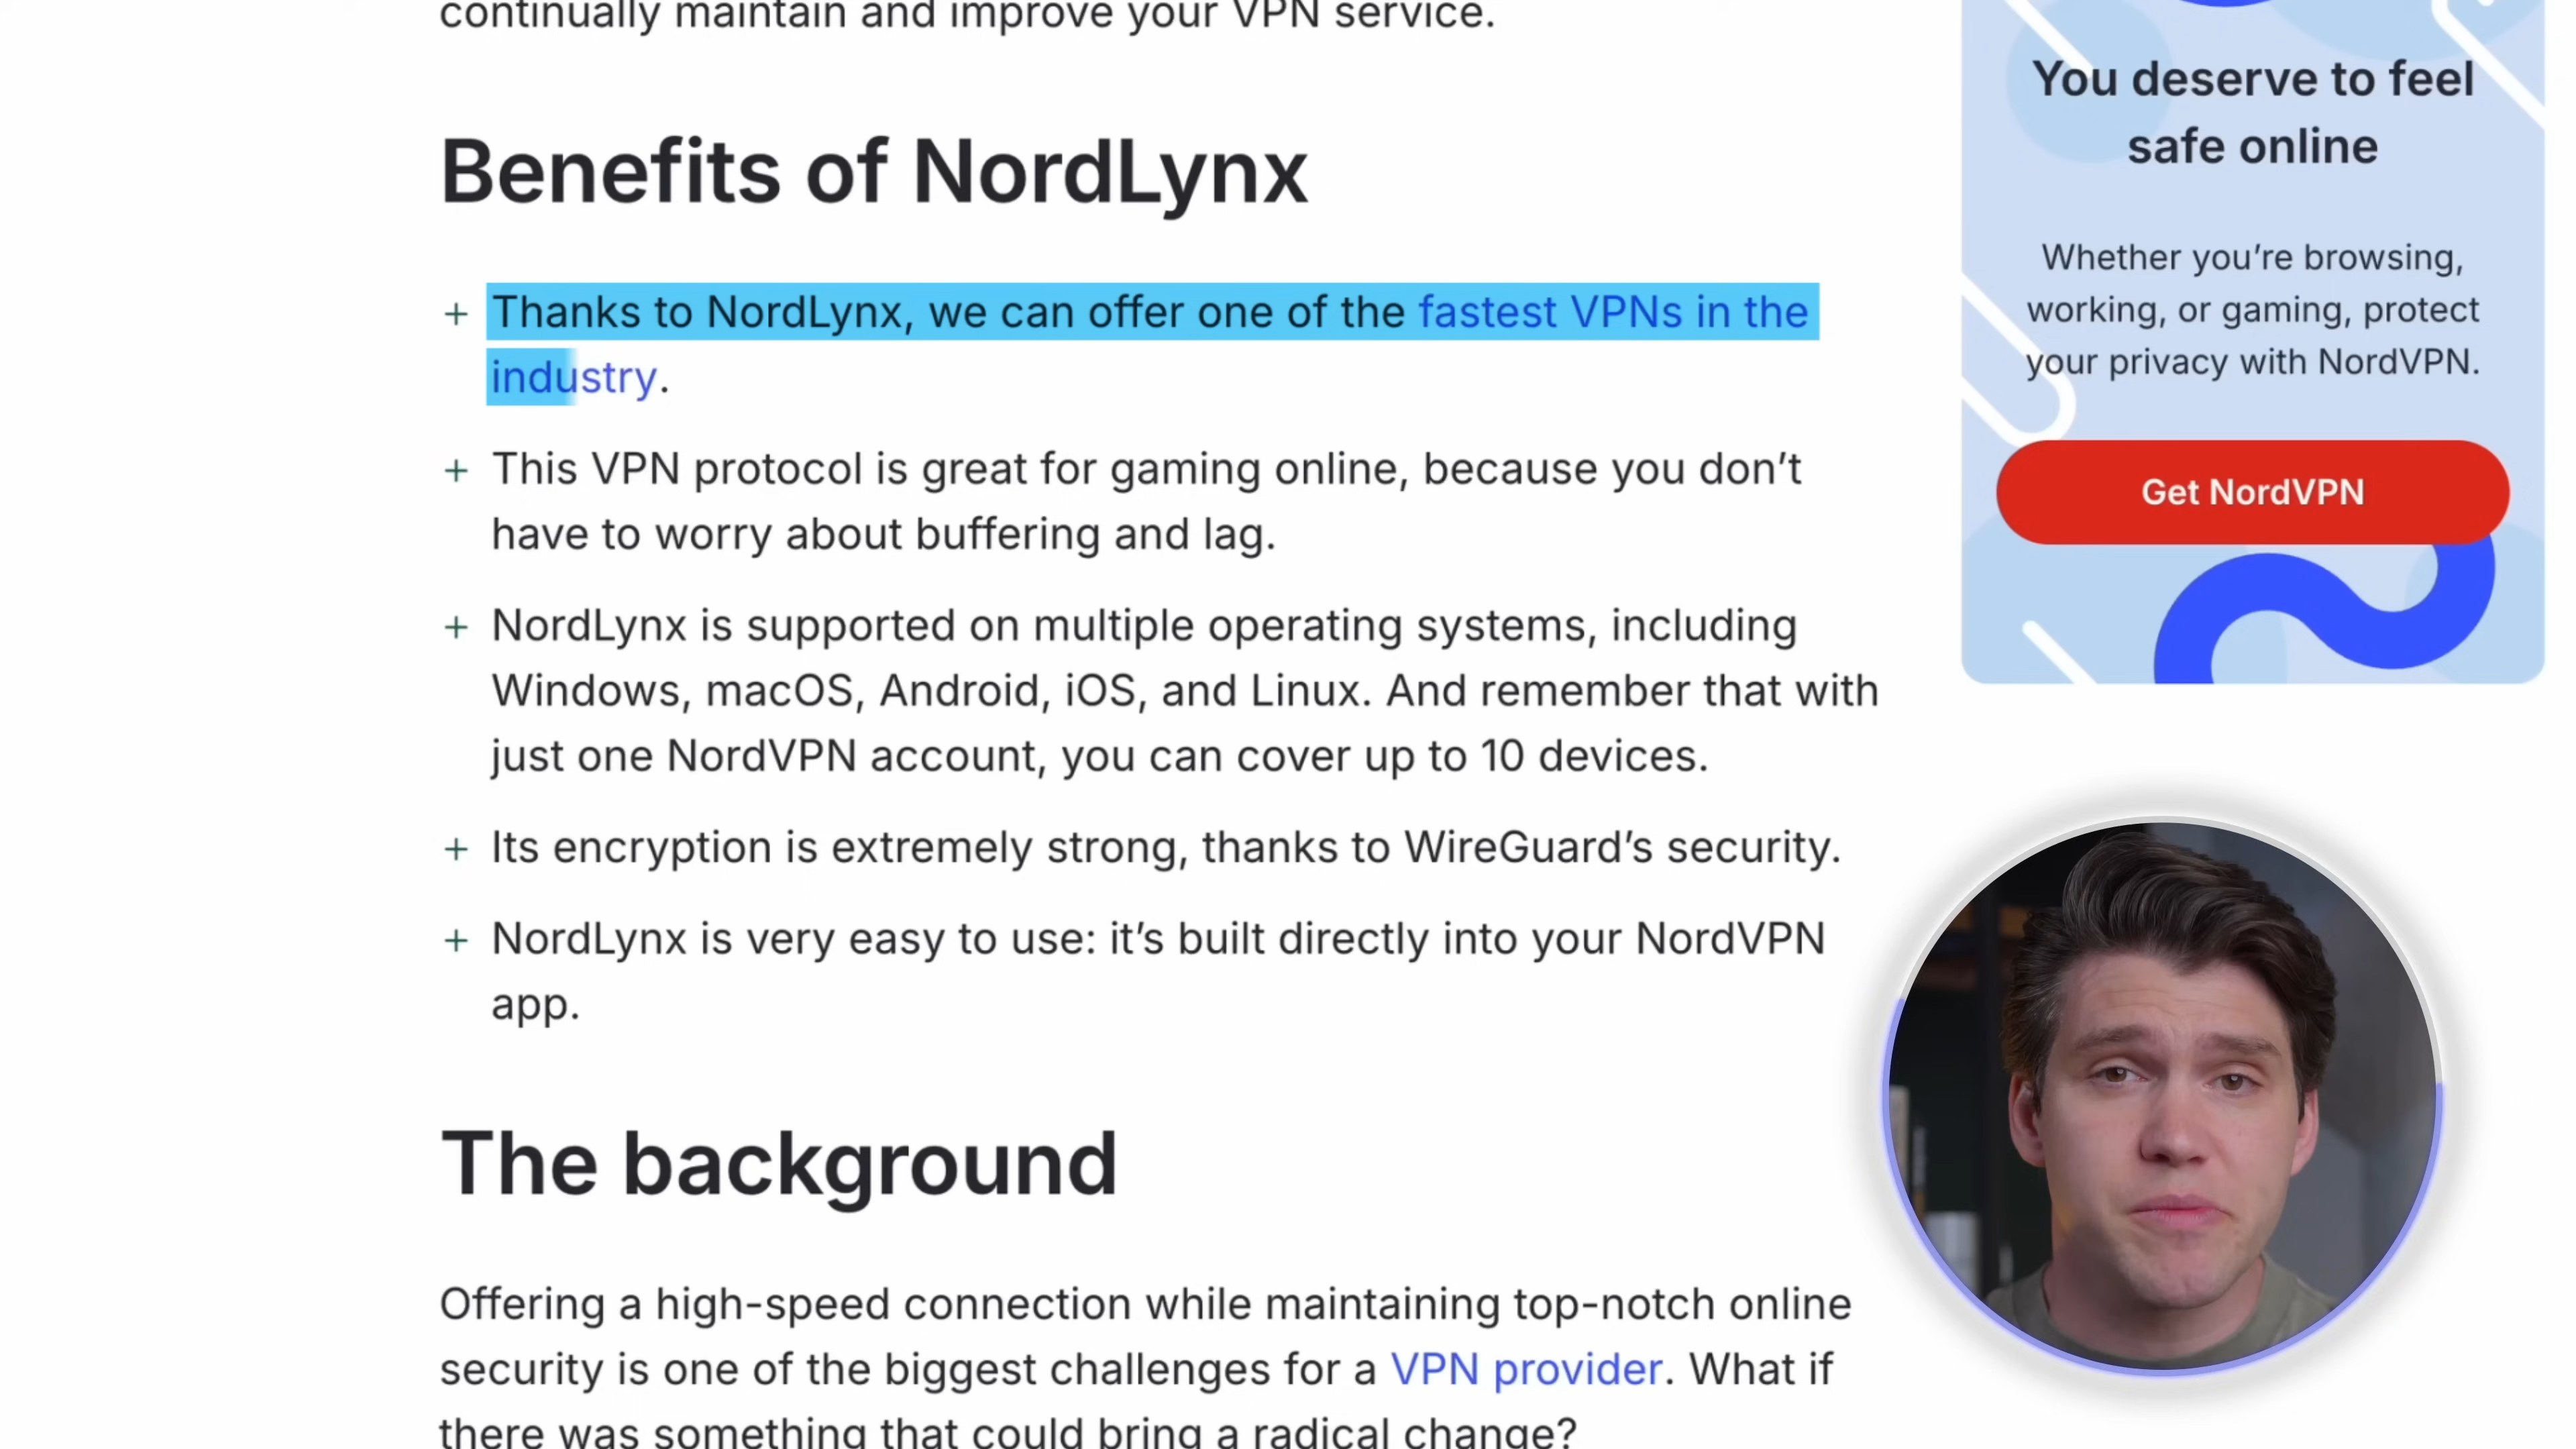 continually maintain and improve your VPN service.
Benefits of NordLynx
+ Thanks to NordLynx, we can offer one of the fastest VPNs in the
industry.
+ This VPN protocol is great for gaming online, because you don’t
have to worry about buffering and lag.
+ NordLynx is supported on multiple operating systems, including
Windows, macOS, Android, iOS, and Linux. And remember that with
just one NordVPN account, you can cover up to 10 devices.
+ Its encryption is extremely strong, thanks to WireGuard’s security.
+ NordLynx is very easy to use: it’s built directly into your NordVPN
app.
The background
Offering a high-speed connection while maintaining top-notch online
security is one of the biggest challenges for a VPN provider. What if
there was something that could bring a radical change?
You deserve to feel
safe online
Whether you’re browsing,
working, or gaming, protect
your privacy with NordVPN.
Get NordVPN